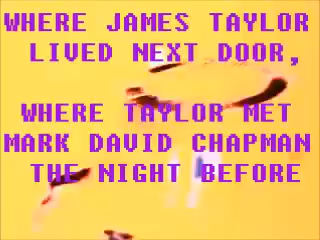 WHERE JAMES TAYLOR
LIVED NEXT DOOR,
WHERE TAYLOR MET
MARK DAVID CHAPMAN
THE NIGHT BEFORE